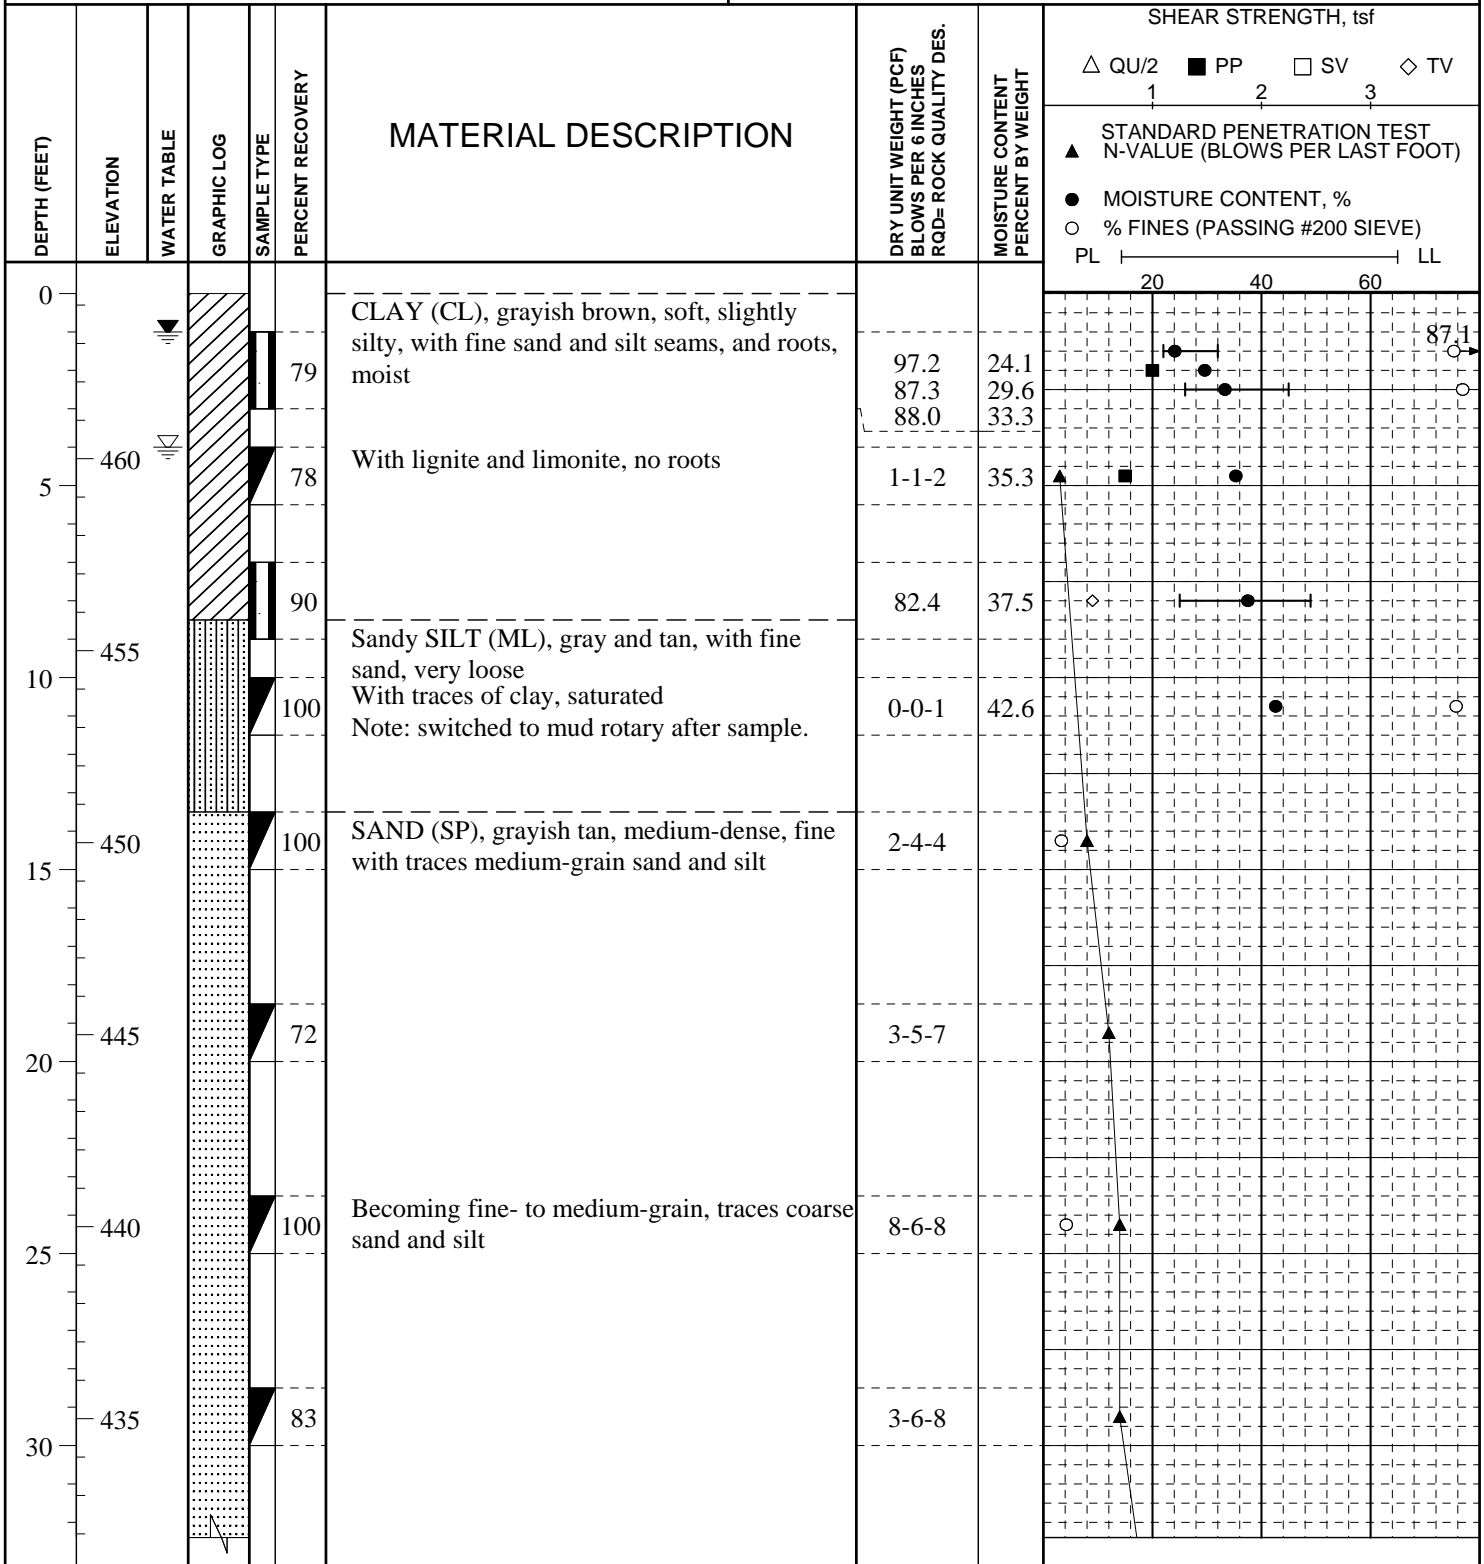 SHEAR STRENGTH, tsf
QU/2 PP SV TV
1 2 3
STANDARD PENETRATION TEST
N-VALUE (BLOWS PER LAST FOOT)
MOISTURE CONTENT, %
% FINES (PASSING #200 SIEVE)
PL LL
20 40 60
DEPTH (FEET)
ELEVATION
WATER TABLE
GRAPHIC LOG
SAMPLE TYPE
PERCENT RECOVERY
MATERIAL DESCRIPTION
DRY UNIT WEIGHT (PCF)
BLOWS PER 6 INCHES
RQD= ROCK QUALITY DES.
MOISTURE CONTENT
PERCENT BY WEIGHT
0
CLAY (CL), grayish brown, soft, slightly
silty, with fine sand and silt seams, and roots,
moist
79
97.2 24.1
87.3 29.6
88.0 33.3
87.1
460
With lignite and limonite, no roots
5
78
1-1-2 35.3
90
82.4 37.5
Sandy SILT (ML), gray and tan, with fine
sand, very loose
455
10
With traces of clay, saturated
100
0-0-1 42.6
Note: switched to mud rotary after sample.
SAND (SP), grayish tan, medium-dense, fine
with traces medium-grain sand and silt
450
100
2-4-4
15
445
72
3-5-7
20
Becoming fine- to medium-grain, traces coarse
sand and silt
440
100
8-6-8
25
435
83
3-6-8
30